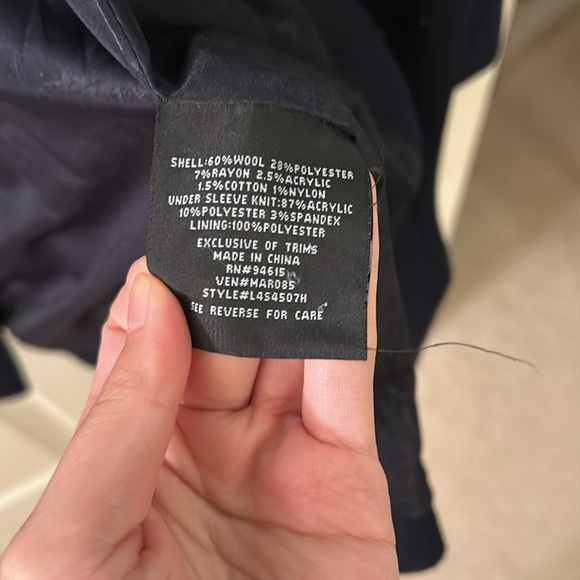 SHELL:60%WOOL 28%POLYESTER
7%RAYON 2.5%ACRYLIC
1.5%COTTON 1%NYLON
UNDER SLEEVE KNIT:87%ACRYLIC
10%POLYESTER 3%SPANDEX
LINING:100%POLYESTER
EXCLUSIVE OF TRIMS
MADE IN CHINA
RN#94615
VEN#MAR085
STYLE#L4S4507H
SEE REVERSE FOR CARE